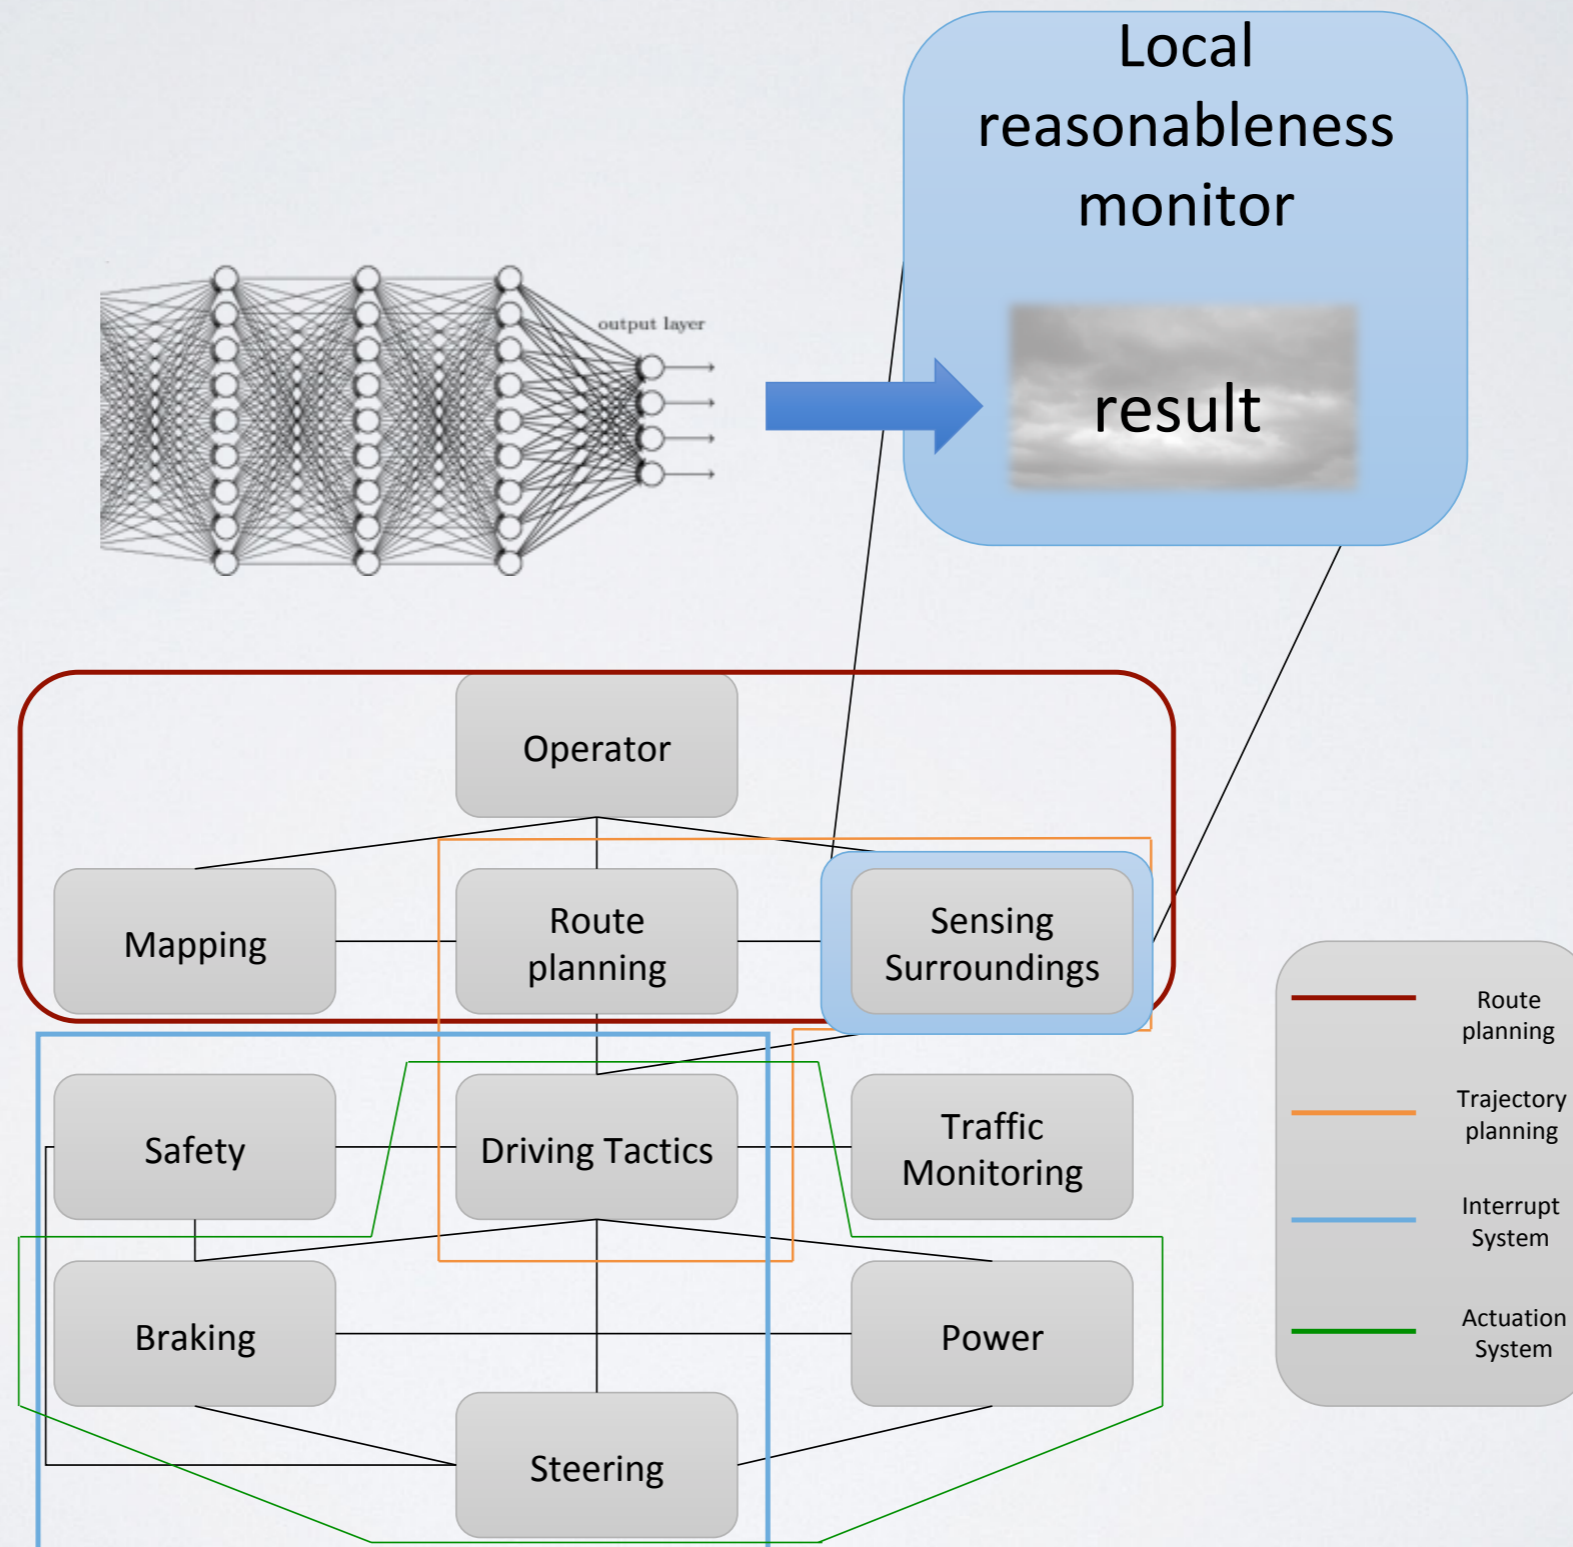 Local
reasonableness
monitor
output layer
result
Operator
Mapping
Route
planning
Sensing
Surroundings
Safety
Driving Tactics
Traffic
Monitoring
Braking
Power
Steering
Route
planning
Trajectory
planning
Interrupt
System
Actuation
System